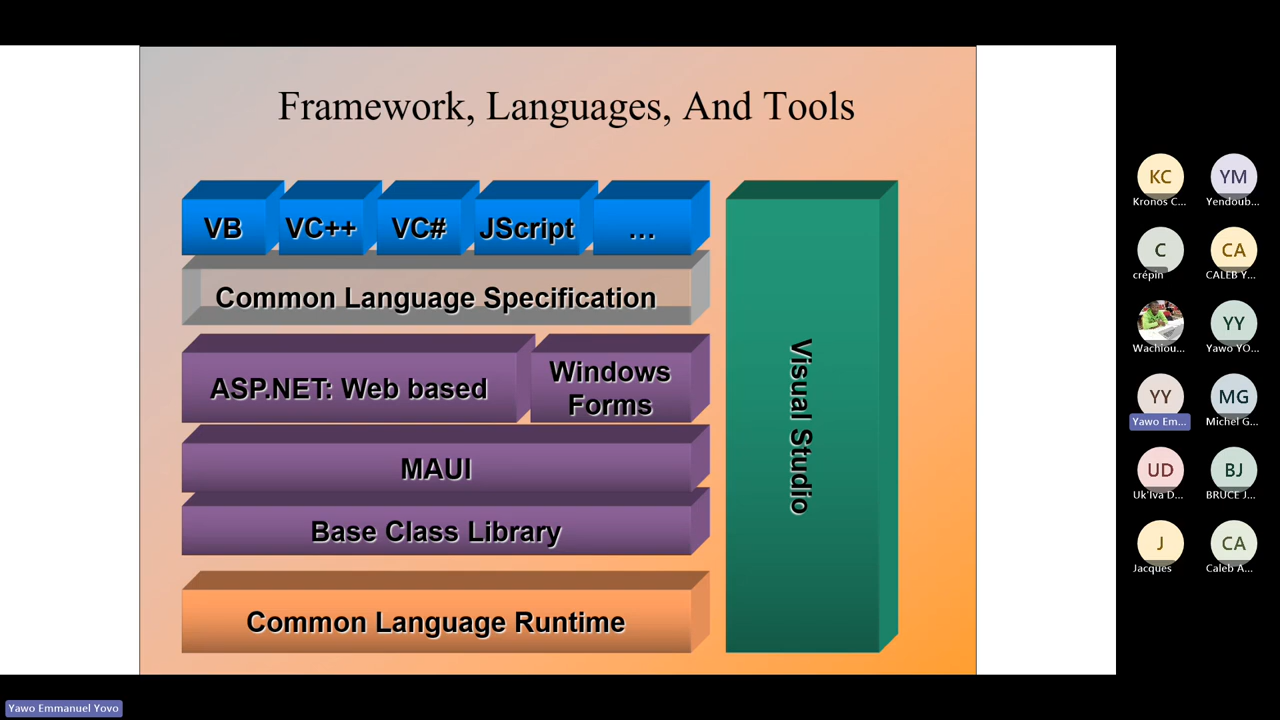 Framework, Languages, And Tools
VB
VC++
VC#
JScript
...
Common Language Specification
ASP.NET: Web based
Windows
Forms
MAUI
Base Class Library
Common Language Runtime
Visual Studio
KC
Kronos C...
YM
Yendoub...
C
crépin
CA
CALEB Y...
Wachiou...
YY
Yawo YO...
YY
Yawo Em...
MG
Michel G...
UD
Uk'iva D...
BJ
BRUCE J...
J
Jacques
CA
Caleb A...
Yawo Emmanuel Yovo